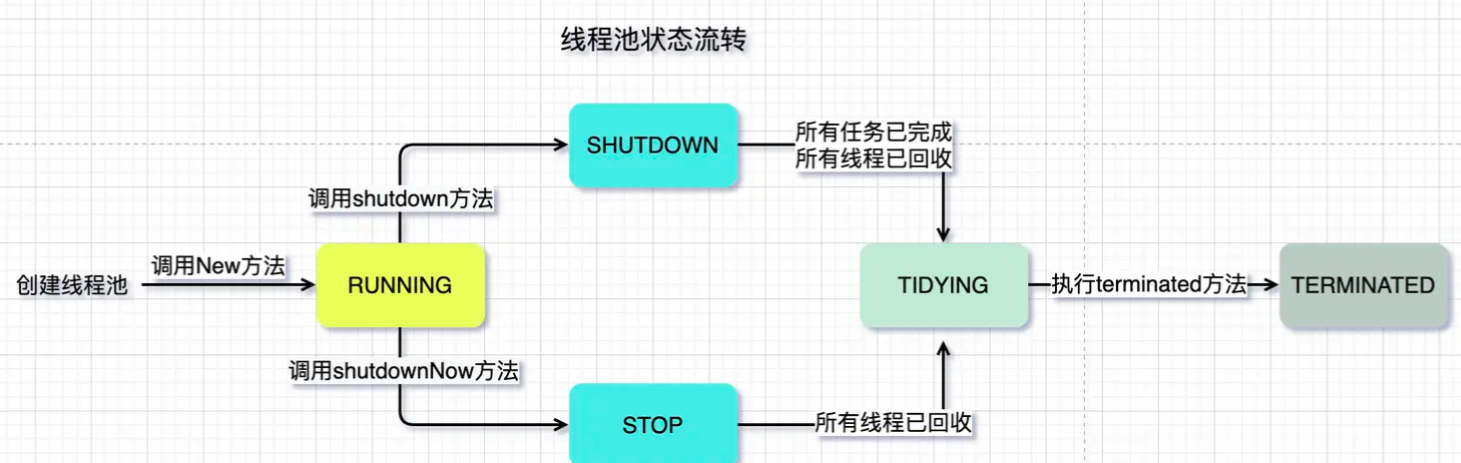 线程池状态流转
SHUTDOWN
所有任务已完成
所有线程已回收
调用shutdown方法
创建线程池
调用New方法
RUNNING
TIDYING
执行terminated方法
TERMINATED
调用shutdownNow方法
STOP
所有线程已回收